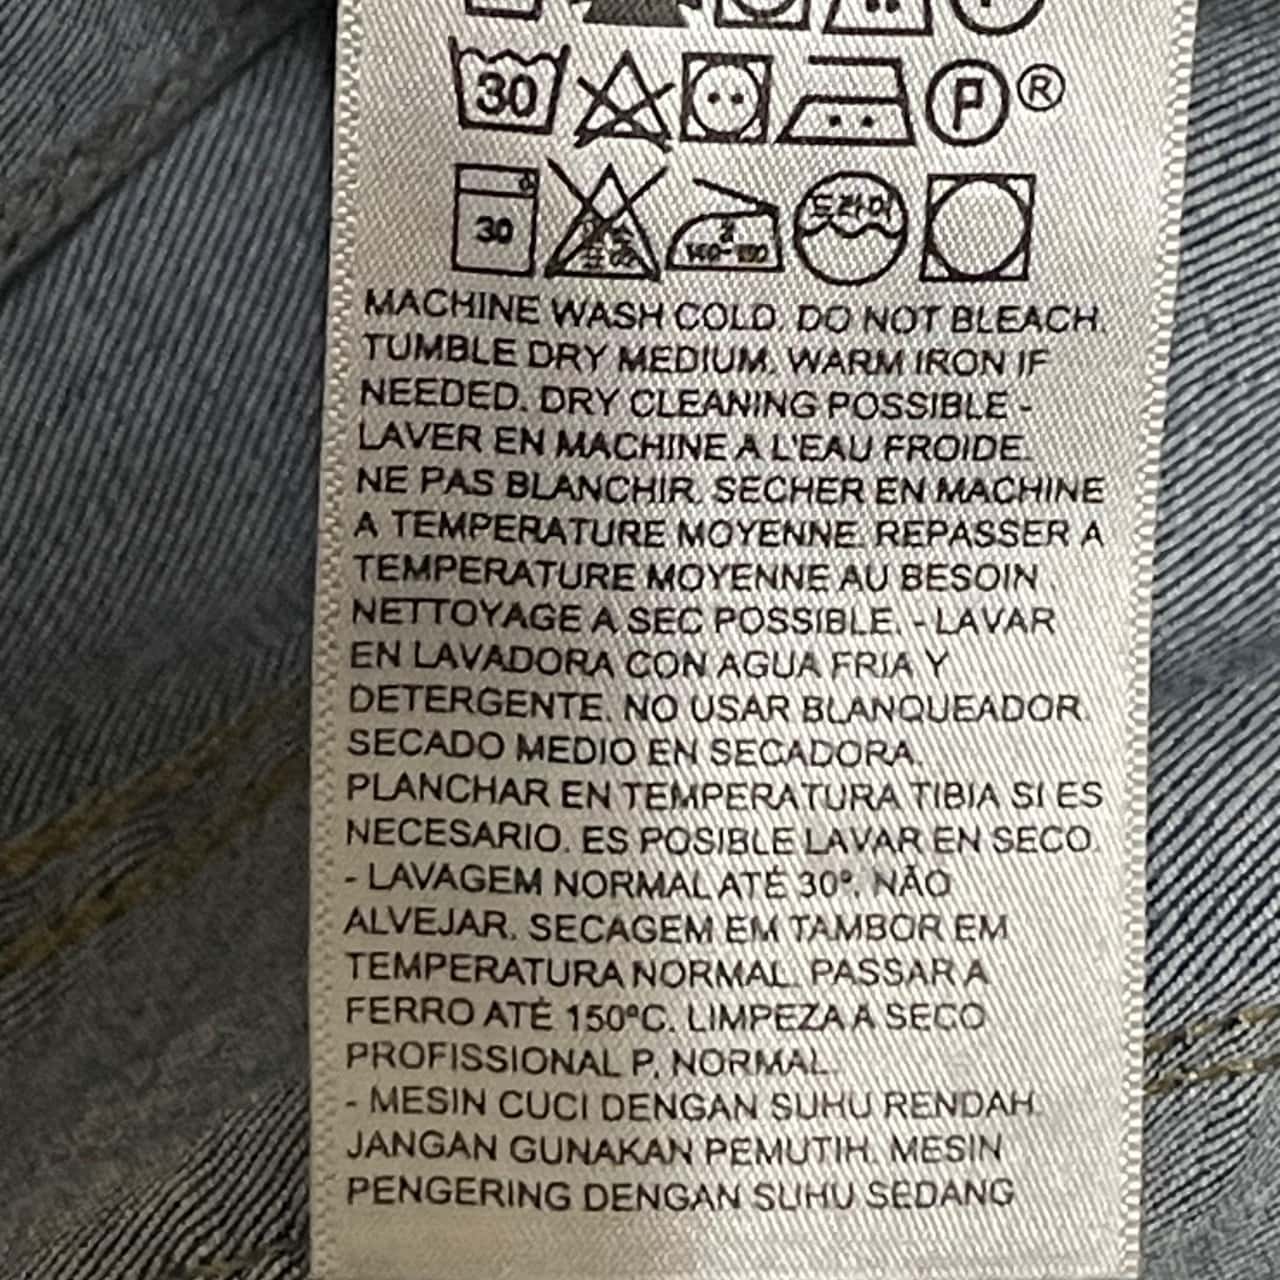 30 P ®
30 드라이
MACHINE WASH COLD. DO NOT BLEACH.
TUMBLE DRY MEDIUM. WARM IRON IF
NEEDED. DRY CLEANING POSSIBLE -
LAVER EN MACHINE A L'EAU FROIDE.
NE PAS BLANCHIR. SECHER EN MACHINE
A TEMPERATURE MOYENNE. REPASSER A
TEMPERATURE MOYENNE AU BESOIN .
NETTOYAGE A SEC POSSIBLE. - LAVAR
EN LAVADORA CON AGUA FRIA Y
DETERGENTE. NO USAR BLANQUEADOR.
SECADO MEDIO EN SECADORA.
PLANCHAR EN TEMPERATURA TIBIA SI ES
NECESARIO. ES POSIBLE LAVAR EN SECO.
- LAVAGEM NORMAL ATÉ 30º. NÃO
ALVEJAR. SECAGEM EM TAMBOR EM
TEMPERATURA NORMAL. PASSAR A
FERRO ATÉ 150ºC. LIMPEZA A SECO
PROFISSIONAL P, NORMAL.
- MESIN CUCI DENGAN SUHU RENDAH.
JANGAN GUNAKAN PEMUTIH. MESIN
PENGERING DENGAN SUHU SEDANG